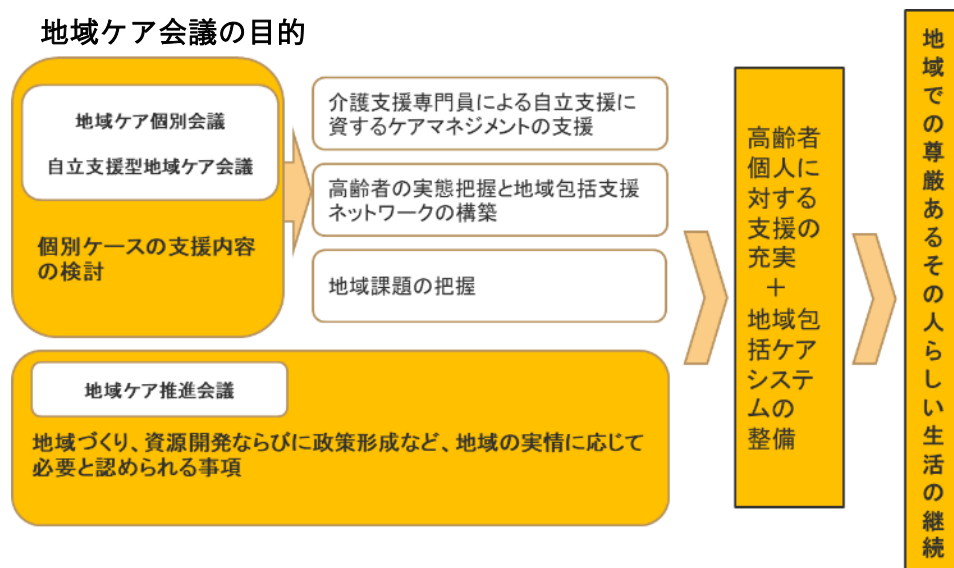 地域ケア会議の目的
地域ケア個別会議
自立支援型地域ケア会議
個別ケースの支援内容
の検討
介護支援専門員による自立支援に
資するケアマネジメントの支援
高齢者の実態把握と地域包括支援
ネットワークの構築
地域課題の把握
地域ケア推進会議
地域づくり、資源開発ならびに政策形成など、地域の実情に応じて
必要と認められる事項
高齢者
個人に
対する
支援の
充実
＋
地域包
括ケア
システ
ムの
整備
地域での尊厳あるその人らしい生活の継続